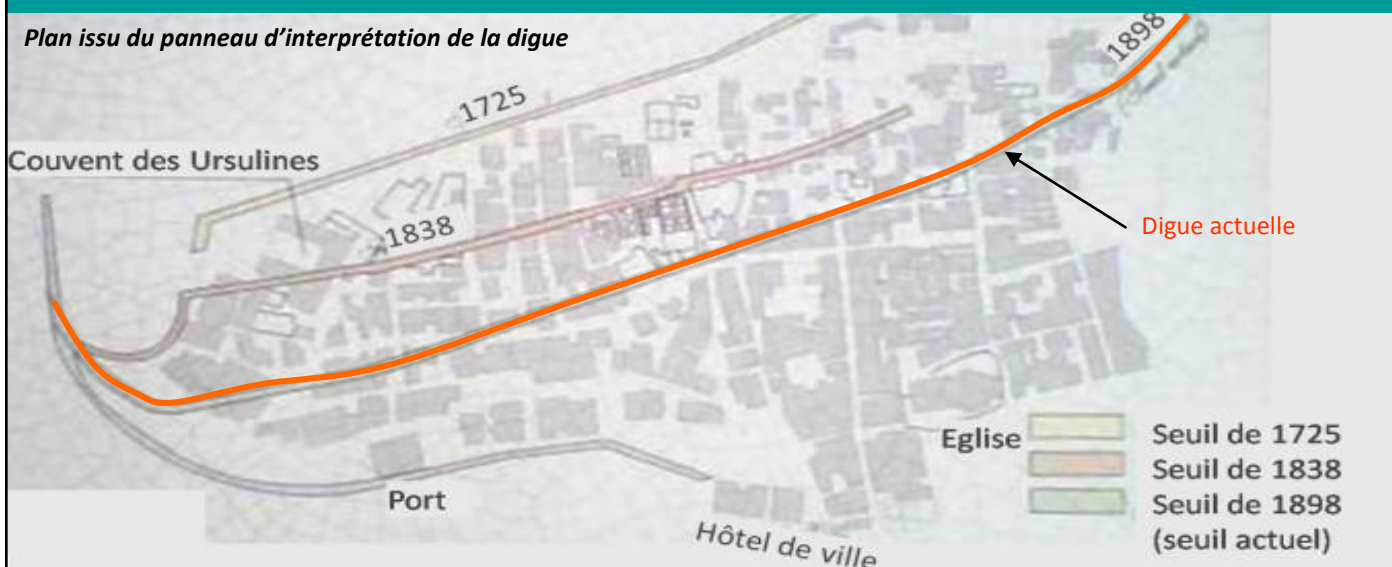 Plan issu du panneau d'interprétation de la digue
1898
1725
Couvent des Ursulines
1838
Digue actuelle
Eglise
Seuil de 1725
Seuil de 1838
Port
Seuil de 1898
(seuil actuel)
Hôtel de ville